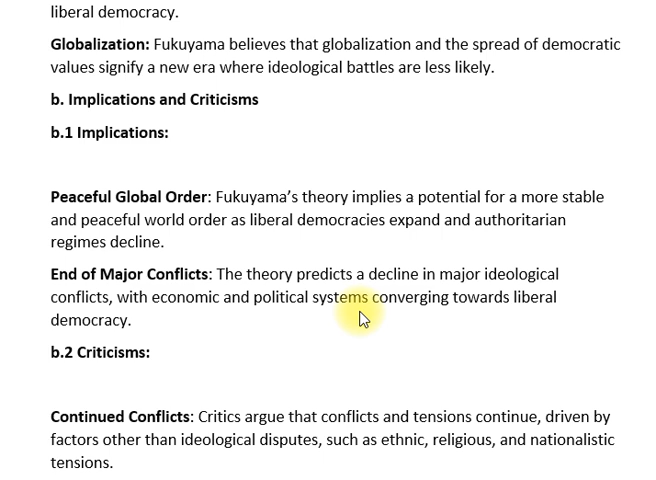 liberal democracy.
Globalization: Fukuyama believes that globalization and the spread of democratic
values signify a new era where ideological battles are less likely.
b. Implications and Criticisms
b.1 Implications:
Peaceful Global Order: Fukuyama’s theory implies a potential for a more stable
and peaceful world order as liberal democracies expand and authoritarian
regimes decline.
End of Major Conflicts: The theory predicts a decline in major ideological
conflicts, with economic and political systems converging towards liberal
democracy.
b.2 Criticisms:
Continued Conflicts: Critics argue that conflicts and tensions continue, driven by
factors other than ideological disputes, such as ethnic, religious, and nationalistic
tensions.